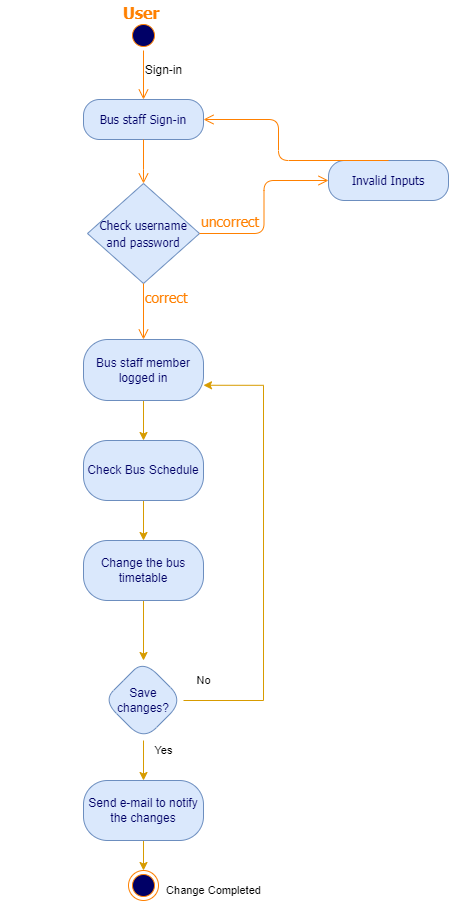 User
Sign-in
Bus staff Sign-in
Invalid Inputs
Check username
and password
uncorrect
correct
Bus staff member
logged in
Check Bus Schedule
Change the bus
timetable
Save
changes?
No
Yes
Send e-mail to notify
the changes
Change Completed